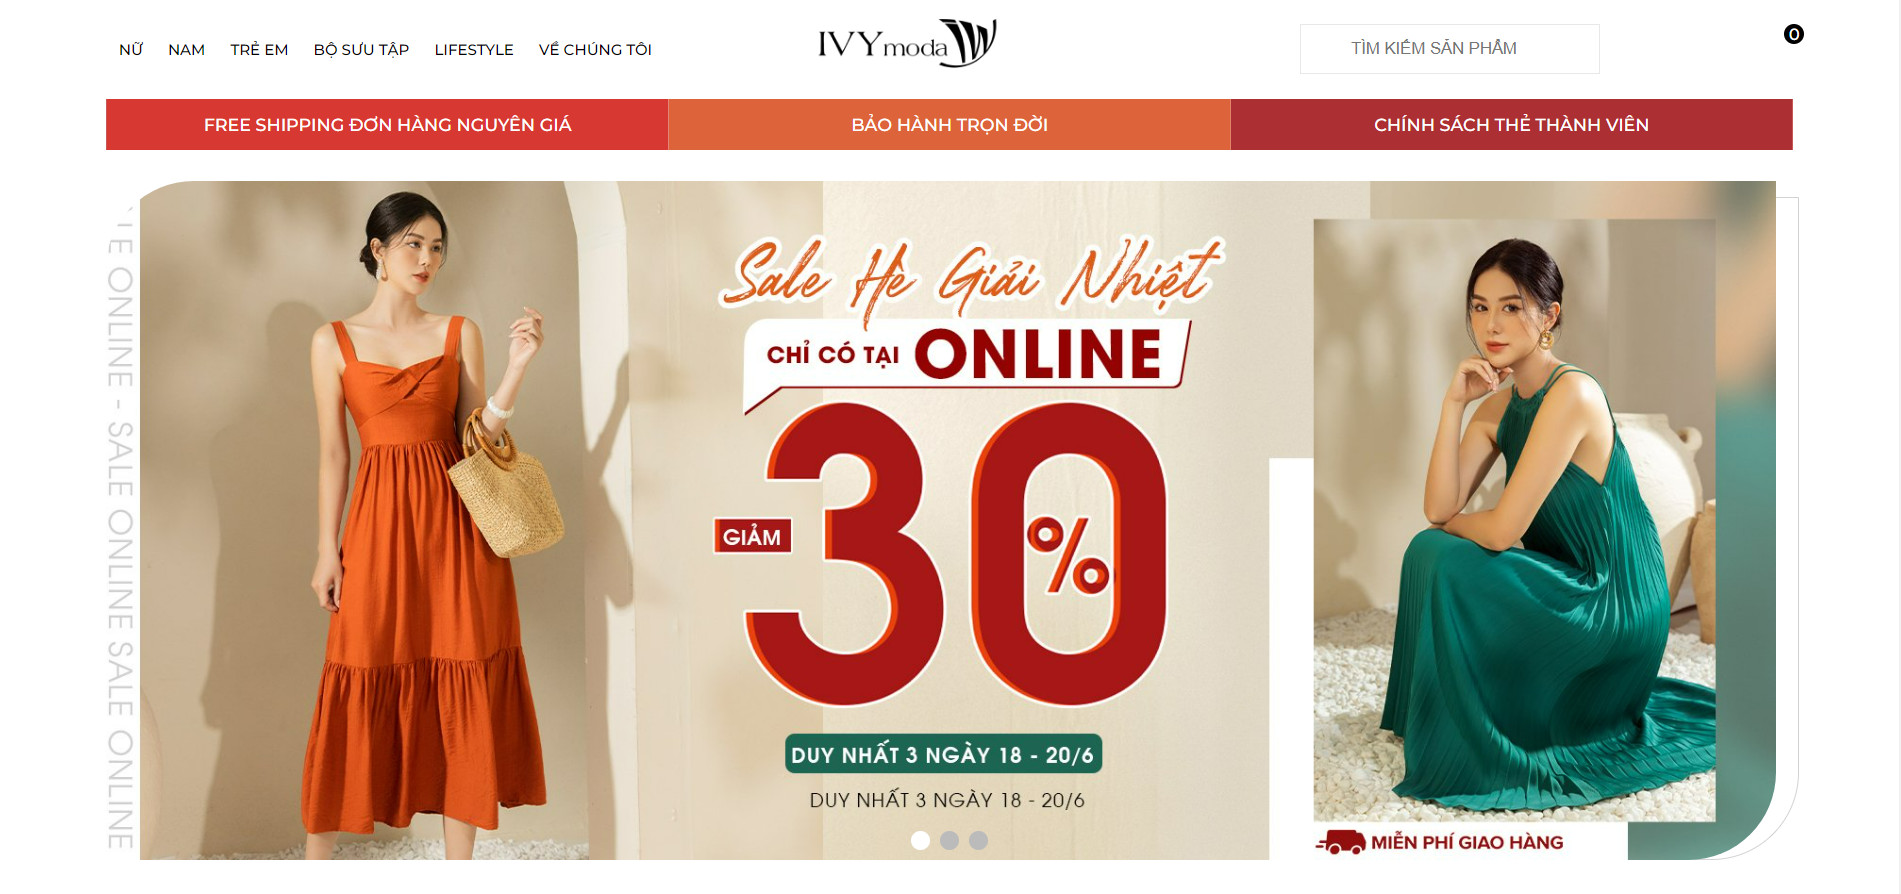 NỮ NAM TRẺ EM BỘ SƯU TẬP LIFESTYLE VỀ CHÚNG TÔI
IVY moda
TÌM KIẾM SẢN PHẨM
0
FREE SHIPPING ĐƠN HÀNG NGUYÊN GIÁ
BẢO HÀNH TRỌN ĐỜI
CHÍNH SÁCH THẺ THÀNH VIÊN
ONLINE - SALE ONLINE SALE ONLINE
Sale Hè Giải Nhiệt
CHỈ CÓ TẠI ONLINE
GIẢM 30%
DUY NHẤT 3 NGÀY 18 - 20/6
DUY NHẤT 3 NGÀY 18 - 20/6
MIỄN PHÍ GIAO HÀNG